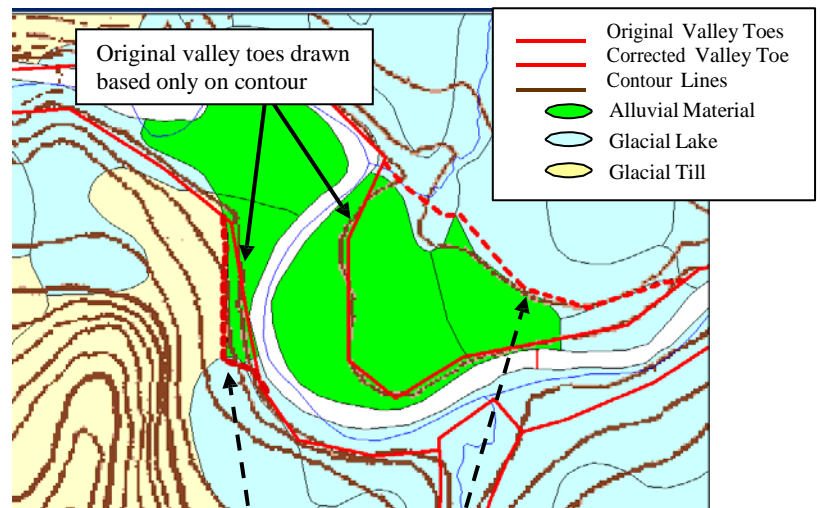 Original valley toes drawn
based only on contour
Original Valley Toes
Corrected Valley Toe
Contour Lines
Alluvial Material
Glacial Lake
Glacial Till